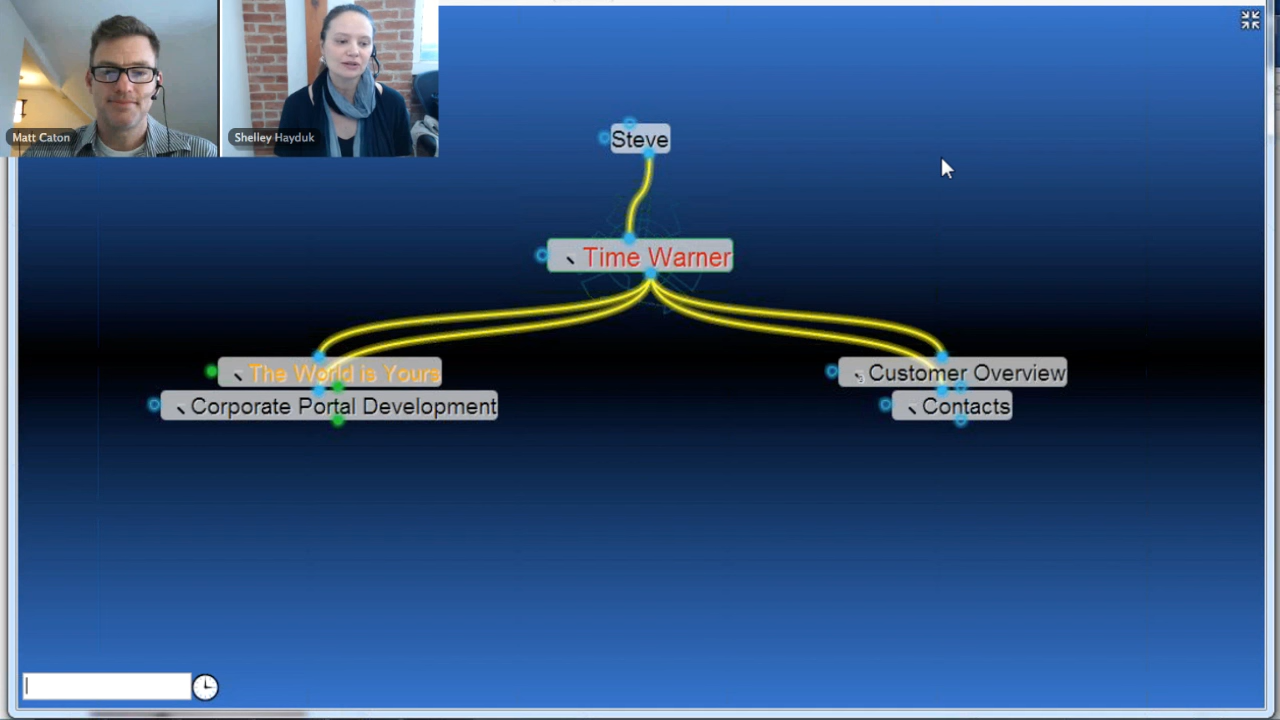 Matt Caton
Shelley Hayduk
Steve
Time Warner
The World is Yours
Customer Overview
Corporate Portal Development
Contacts